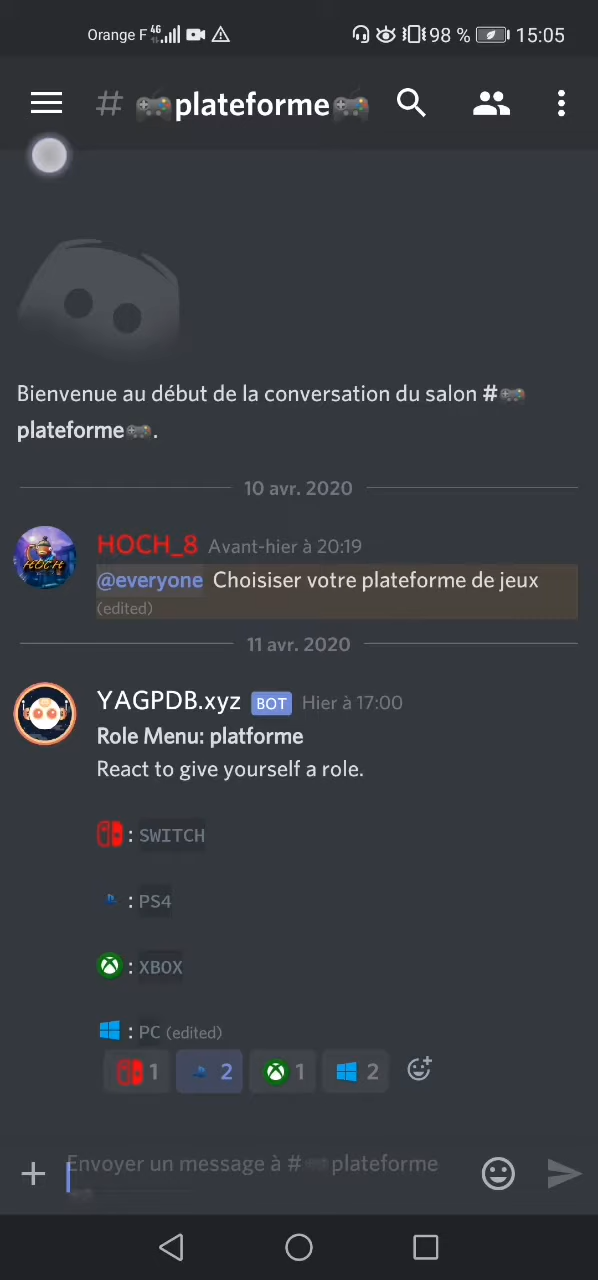 Orange F 4G 98 % 15:05
# 🎮plateforme🎮
Bienvenue au début de la conversation du salon #🎮
plateforme🎮.
10 avr. 2020
HOCH_8 Avant-hier à 20:19
@everyone Choisiser votre plateforme de jeux
(edited)
11 avr. 2020
YAGPDB.xyz BOT Hier à 17:00
Role Menu: platforme
React to give yourself a role.
: SWITCH
: PS4
: XBOX
: PC (edited)
1 2 1 2
Envoyer un message à #🎮plateforme